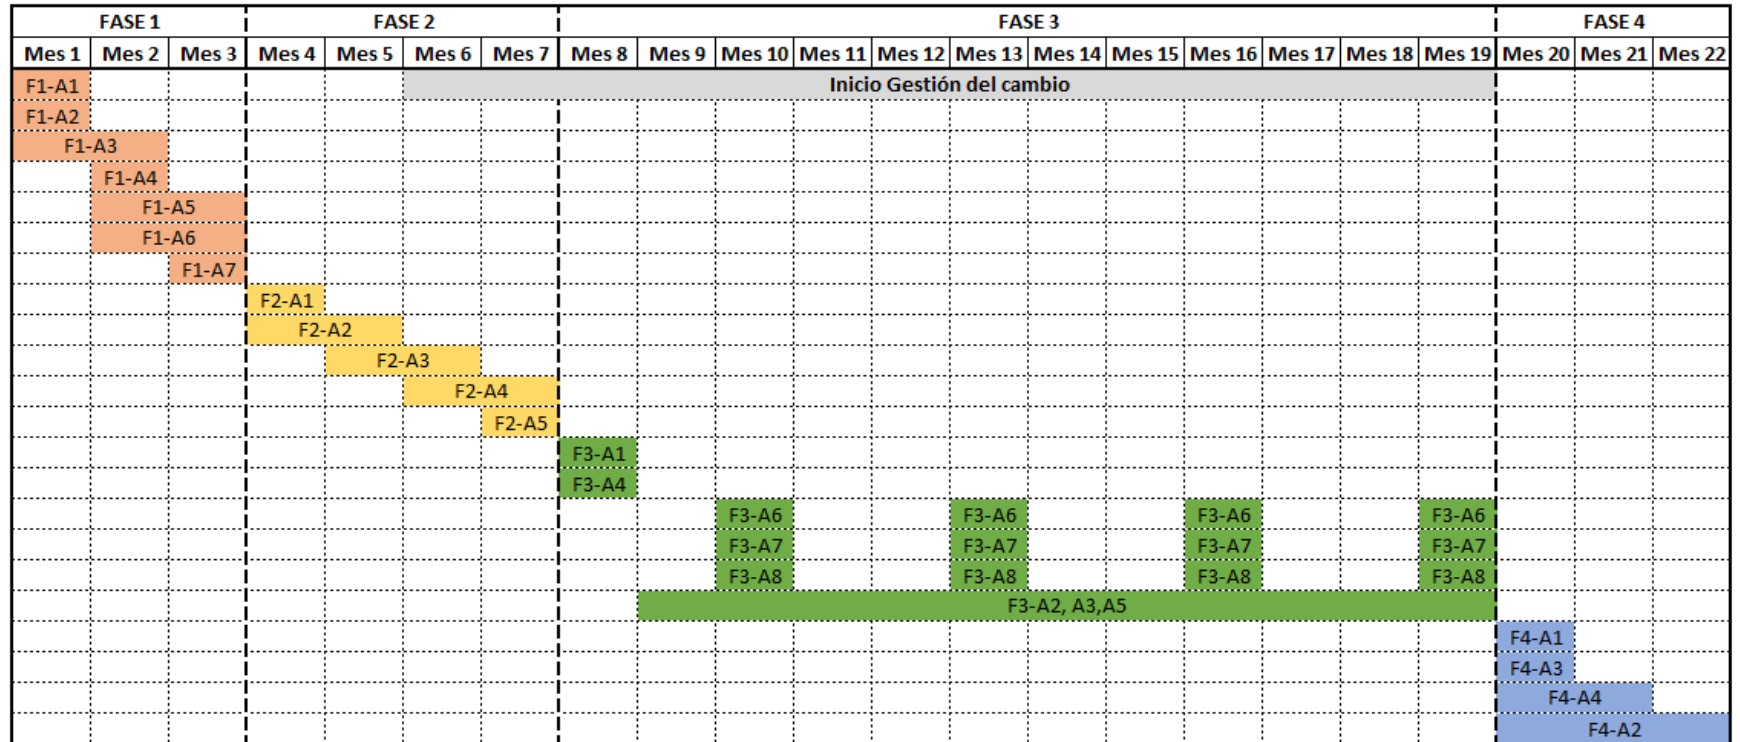 FASE 1 FASE 2 FASE 3 FASE 4
Mes 1 Mes 2 Mes 3 Mes 4 Mes 5 Mes 6 Mes 7 Mes 8 Mes 9 Mes 10 Mes 11 Mes 12 Mes 13 Mes 14 Mes 15 Mes 16 Mes 17 Mes 18 Mes 19 Mes 20 Mes 21 Mes 22
F1-A1 Inicio Gestión del cambio
F1-A2
F1-A3
F1-A4
F1-A5
F1-A6
F1-A7
F2-A1
F2-A2
F2-A3
F2-A4
F2-A5
F3-A1
F3-A4
F3-A6 F3-A6 F3-A6 F3-A6
F3-A7 F3-A7 F3-A7 F3-A7
F3-A8 F3-A8 F3-A8 F3-A8
F3-A2, A3,A5
F4-A1
F4-A3
F4-A4
F4-A2